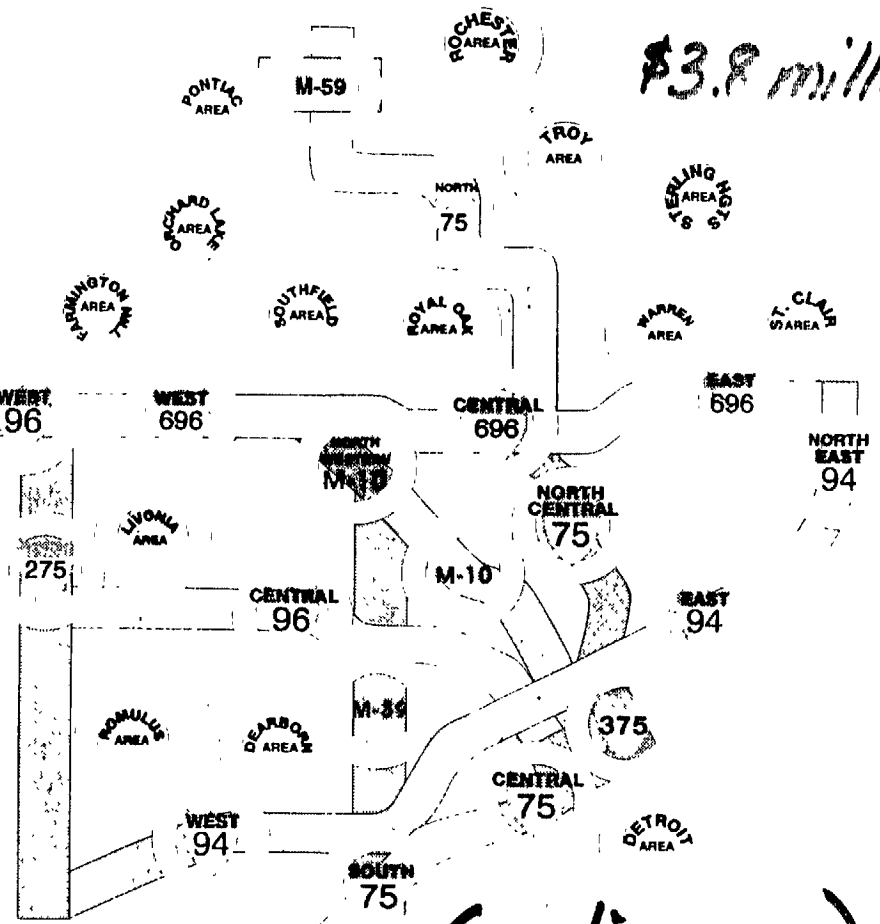 ROCHESTER
AREA
$3.8 mill
PONTIAC
AREA
M-59
TROY
AREA
NORTH
75
STERLING HGTS
AREA
ORCHARD LAKE
AREA
FARMINGTON HILL
AREA
SOUTHFIELD
AREA
ROYAL OAK
AREA
WARREN
AREA
ST. CLAIR
AREA
WEST
96
WEST
696
CENTRAL
696
EAST
696
NORTH
EAST
94
NORTH
WESTERN
M-10
NORTH
CENTRAL
75
LIVONIA
AREA
275
M-10
CENTRAL
96
EAST
94
ROMULUS
AREA
DEARBORN
AREA
M-39
375
CENTRAL
75
WEST
94
DETROIT
AREA
SOUTH
75